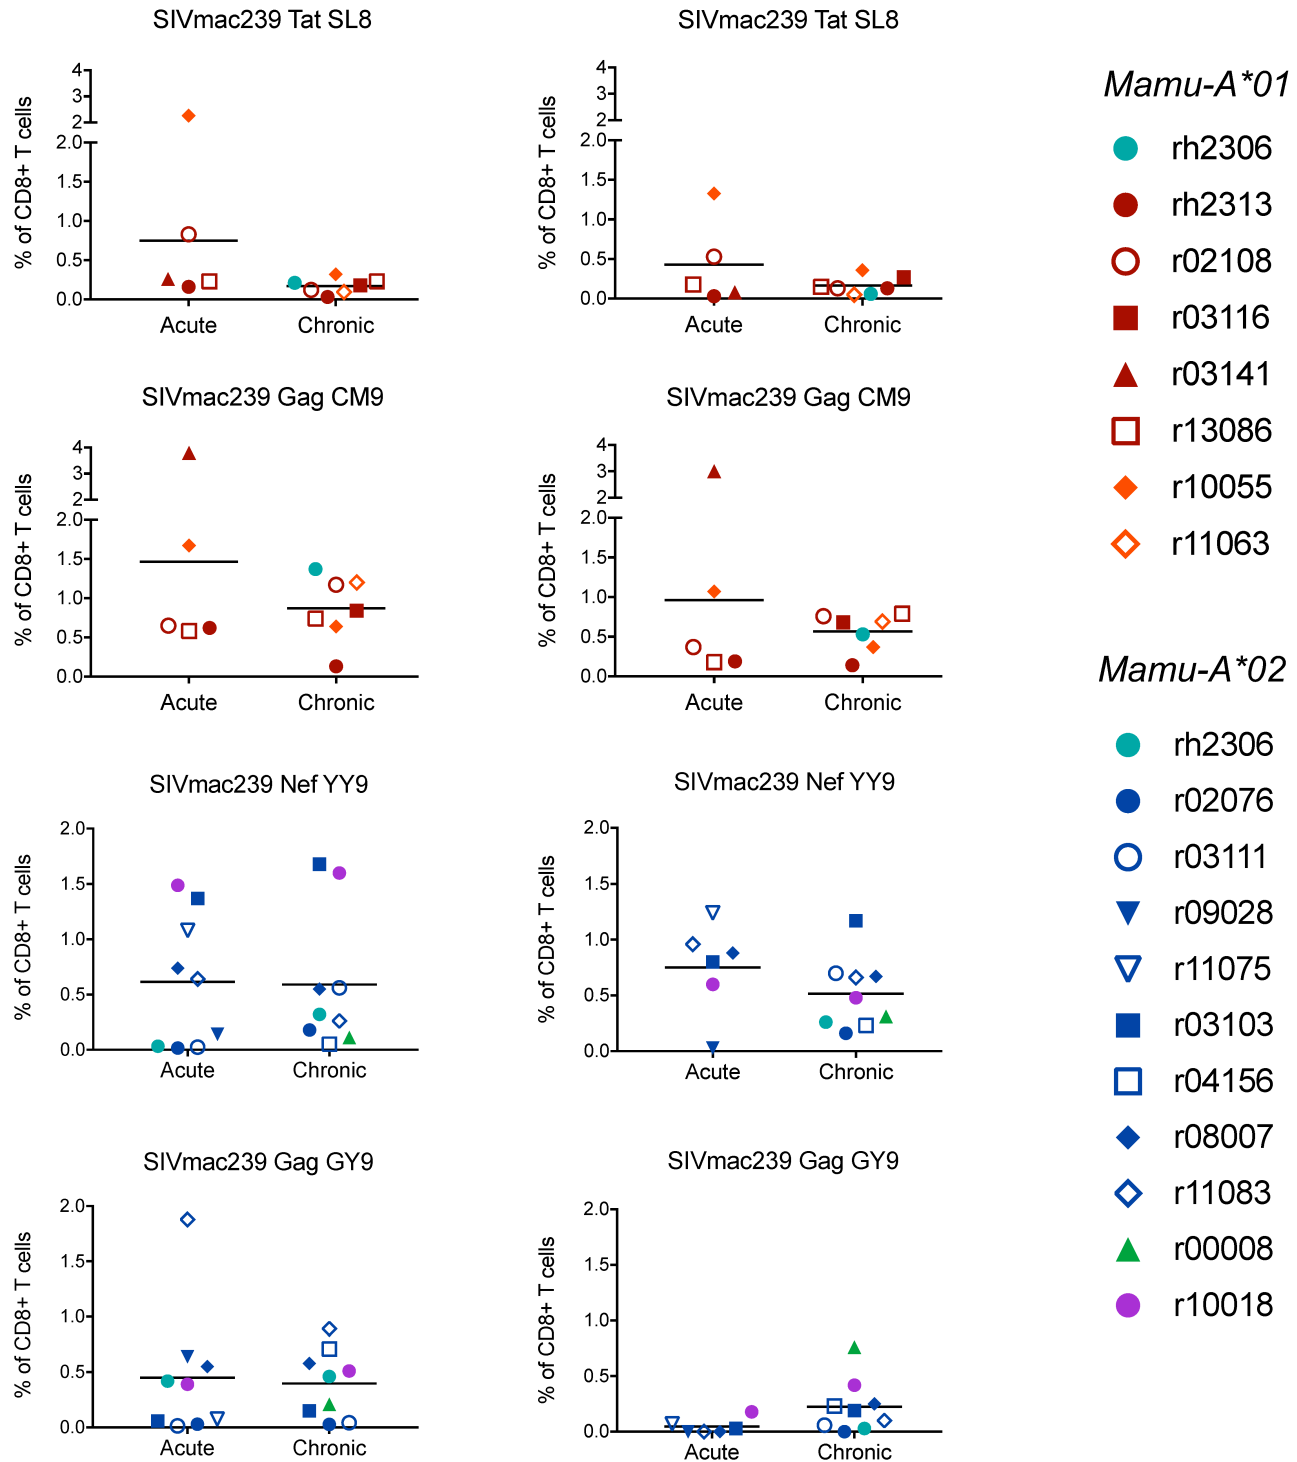 SIVmac239 Tat SL8
% of CD8+ T cells
4
3
2
2.0
1.5
1.0
0.5
0.0
Acute Chronic
SIVmac239 Tat SL8
% of CD8+ T cells
4
3
2
2.0
1.5
1.0
0.5
0.0
Acute Chronic
SIVmac239 Gag CM9
% of CD8+ T cells
4
3
2
2.0
1.5
1.0
0.5
0.0
Acute Chronic
SIVmac239 Gag CM9
% of CD8+ T cells
4
3
2
2.0
1.5
1.0
0.5
0.0
Acute Chronic
SIVmac239 Nef YY9
% of CD8+ T cells
2.0
1.5
1.0
0.5
0.0
Acute Chronic
SIVmac239 Nef YY9
% of CD8+ T cells
2.0
1.5
1.0
0.5
0.0
Acute Chronic
SIVmac239 Gag GY9
% of CD8+ T cells
2.0
1.5
1.0
0.5
0.0
Acute Chronic
SIVmac239 Gag GY9
% of CD8+ T cells
2.0
1.5
1.0
0.5
0.0
Acute Chronic
Mamu-A*01
rh2306
rh2313
r02108
r03116
r03141
r13086
r10055
r11063
Mamu-A*02
rh2306
r02076
r03111
r09028
r11075
r03103
r04156
r08007
r11083
r00008
r10018